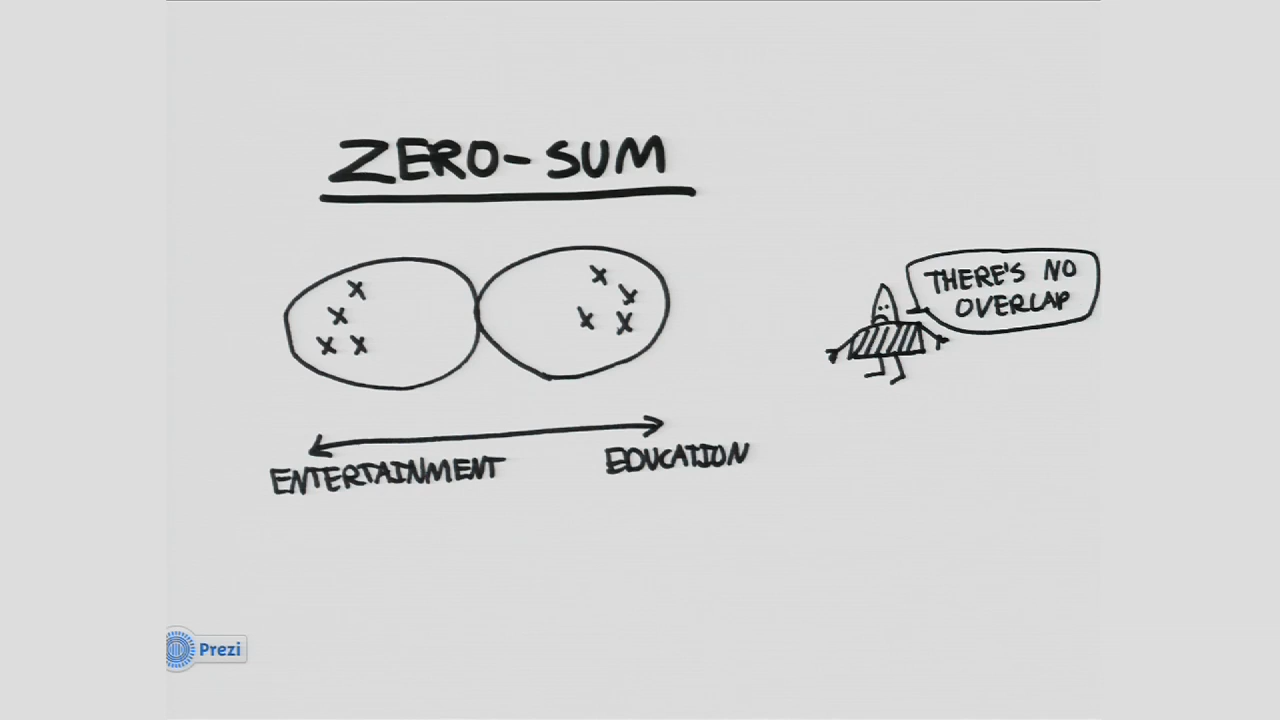 ZERO-SUM
THERE'S NO
OVERLAP
ENTERTAINMENT
EDUCATION
Prezi